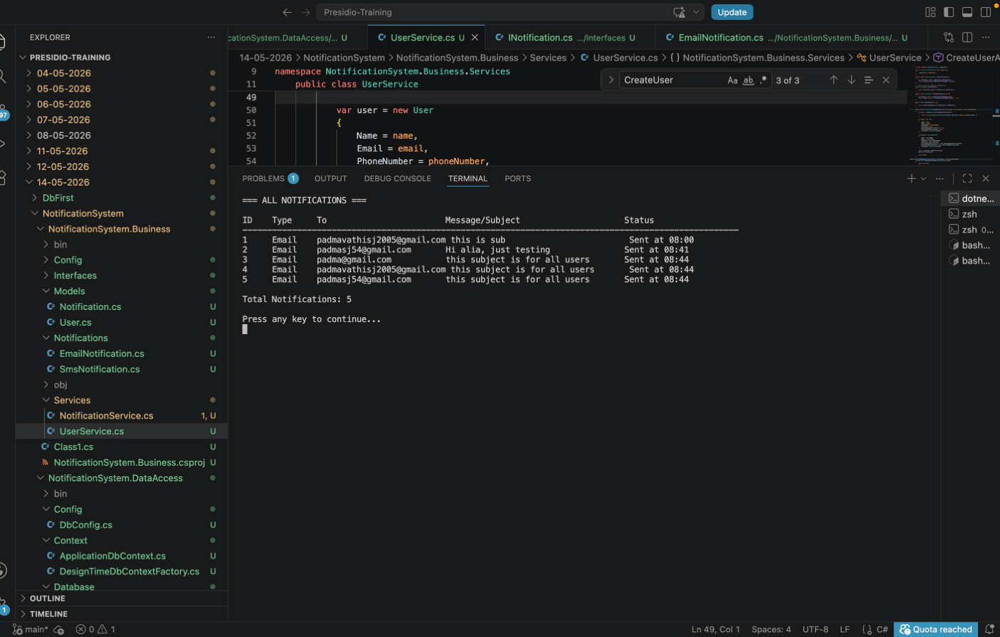 Presidio-Training
Update
EXPLORER
PRESIDIO-TRAINING
04-05-2026
05-05-2026
06-05-2026
07-05-2026
08-05-2026
11-05-2026
12-05-2026
14-05-2026
DbFirst
NotificationSystem
NotificationSystem.Business
bin
Config
Interfaces
Models
Notification.cs U
User.cs U
Notifications
EmailNotification.cs U
SmsNotification.cs U
obj
Services
NotificationService.cs 1, U
UserService.cs U
Class1.cs U
NotificationSystem.Business.csproj U
NotificationSystem.DataAccess
bin
Config
DbConfig.cs U
Context
ApplicationDbContext.cs U
DesignTimeDbContextFactory.cs U
Database
OUTLINE
TIMELINE
97
1
cationSystem.DataAccess/... U
UserService.cs U
INotification.cs .../Interfaces U
EmailNotification.cs .../NotificationSystem.Business/... U
14-05-2026 > NotificationSystem > NotificationSystem.Business > Services > UserService.cs > { } NotificationSystem.Business.Services > UserService > CreateUserA
CreateUser Aa ab .* 3 of 3
9 namespace NotificationSystem.Business.Services
11 public class UserService
49
50 var user = new User
51 {
52 Name = name,
53 Email = email,
54 PhoneNumber = phoneNumber,
PROBLEMS 1 OUTPUT DEBUG CONSOLE TERMINAL PORTS
=== ALL NOTIFICATIONS ===
ID Type To Message/Subject Status
1 Email padmavathisj2005@gmail.com this is sub Sent at 08:00
2 Email padmasj54@gmail.com Hi alia, just testing Sent at 08:41
3 Email padma@gmail.com this subject is for all users Sent at 08:44
4 Email padmavathisj2005@gmail.com this subject is for all users Sent at 08:44
5 Email padmasj54@gmail.com this subject is for all users Sent at 08:44
Total Notifications: 5
Press any key to continue...
dotne...
zsh
zsh o...
bash...
bash...
main* 0 1 Ln 49, Col 1 Spaces: 4 UTF-8 LF { } C# Quota reached